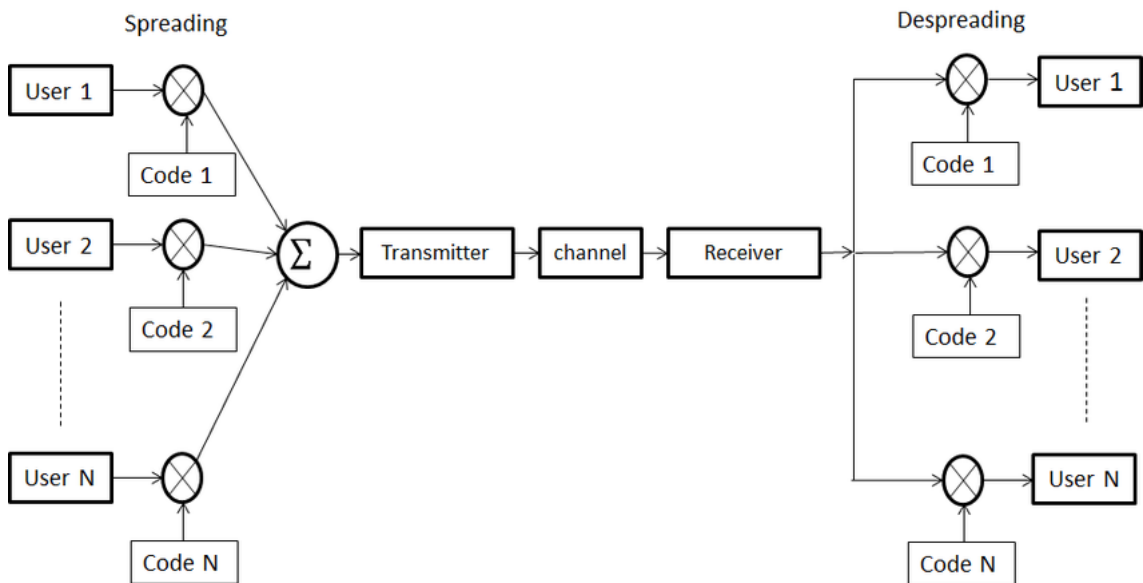 Spreading
Despreading
User 1
User 1
Code 1
Code 1
User 2
Σ
Transmitter
channel
Receiver
User 2
Code 2
Code 2
User N
User N
Code N
Code N